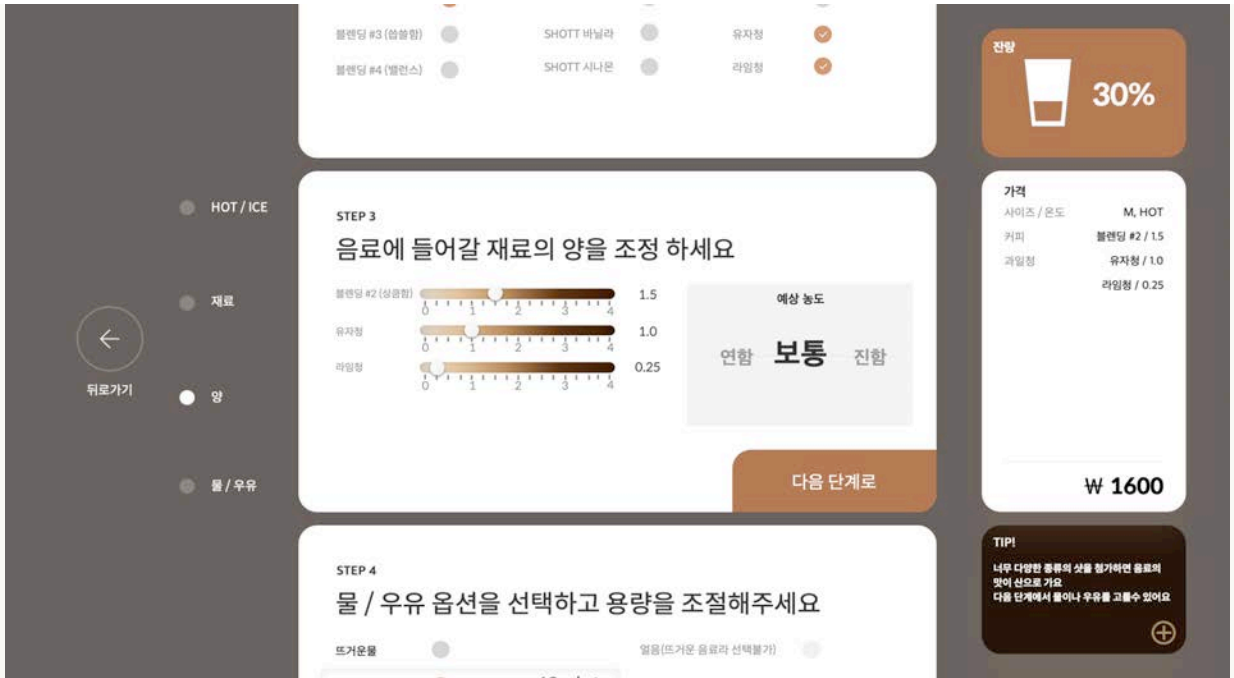 블렌딩 #3 (씁쓸함) SHOTT 바닐라 유자청
블렌딩 #4 (밸런스) SHOTT 시나몬 라임청
잔량
30%
HOT / ICE
재료
양
물 / 우유
뒤로가기
STEP 3
음료에 들어갈 재료의 양을 조정 하세요
블렌딩 #2 (상큼함) 1.5
0 1 2 3 4
유자청 1.0
0 1 2 3 4
라임청 0.25
0 1 2 3 4
예상 농도
연함 보통 진함
다음 단계로
가격
사이즈 / 온도 M, HOT
커피 블렌딩 #2 / 1.5
과일청 유자청 / 1.0
라임청 / 0.25
₩ 1600
STEP 4
물 / 우유 옵션을 선택하고 용량을 조절해주세요
뜨거운물 얼음(뜨거운 음료라 선택불가)
TIP!
너무 다양한 종류의 샷을 첨가하면 음료의
맛이 산으로 가요
다음 단계에서 물이나 우유를 고를수 있어요